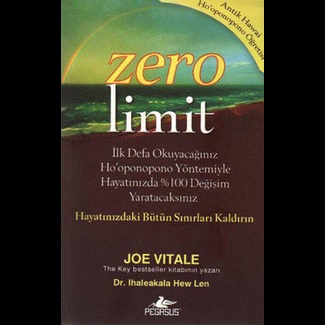 Antik Hawai
Ho'oponopono Öğretisi
zero
limit
İlk Defa Okuyacağınız
Ho'oponopono Yöntemiyle
Hayatınızda %100 Değişim
Yaratacaksınız
Hayatınızdaki Bütün Sınırları Kaldırın
JOE VITALE
The Key bestseller kitabının yazarı
Dr. Ihaleakala Hew Len
PEGASUS